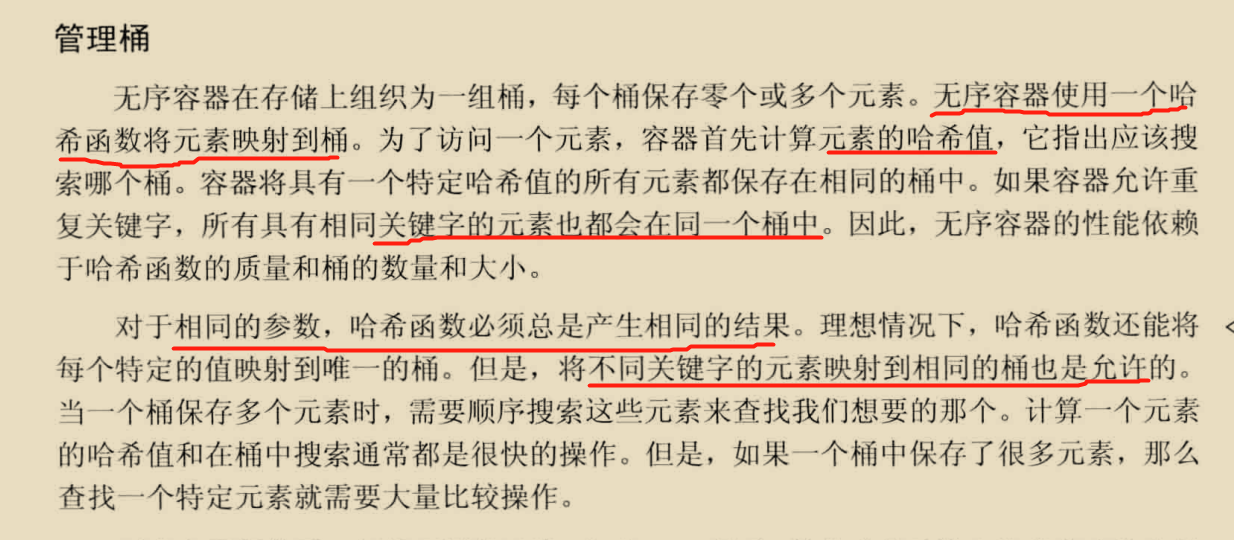 管理桶
无序容器在存储上组织为一组桶，每个桶保存零个或多个元素。无序容器使用一个哈
希函数将元素映射到桶。为了访问一个元素，容器首先计算元素的哈希值，它指出应该搜
索哪个桶。容器将具有一个特定哈希值的所有元素都保存在相同的桶中。如果容器允许重
复关键字，所有具有相同关键字的元素也都会在同一个桶中。因此，无序容器的性能依赖
于哈希函数的质量和桶的数量和大小。
对于相同的参数，哈希函数必须总是产生相同的结果。理想情况下，哈希函数还能将
每个特定的值映射到唯一的桶。但是，将不同关键字的元素映射到相同的桶也是允许的。
当一个桶保存多个元素时，需要顺序搜索这些元素来查找我们想要的那个。计算一个元素
的哈希值和在桶中搜索通常都是很快的操作。但是，如果一个桶中保存了很多元素，那么
查找一个特定元素就需要大量比较操作。